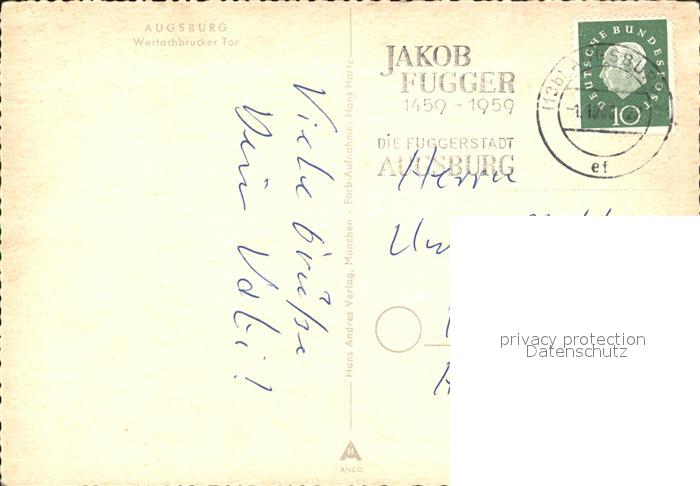 AUGSBURG
Wertachbrucker Tor
Viele Grüße
Dein Vati!
Hans Andres Verlag, München · Farb-Aufnahme: Hans Hartz
ANCO
JAKOB
FUGGER
1459 - 1959
DIE FUGGERSTADT
AUGSBURG
DEUTSCHE BUNDESPOST
10
ef
Herrn
privacy protection
Datenschutz